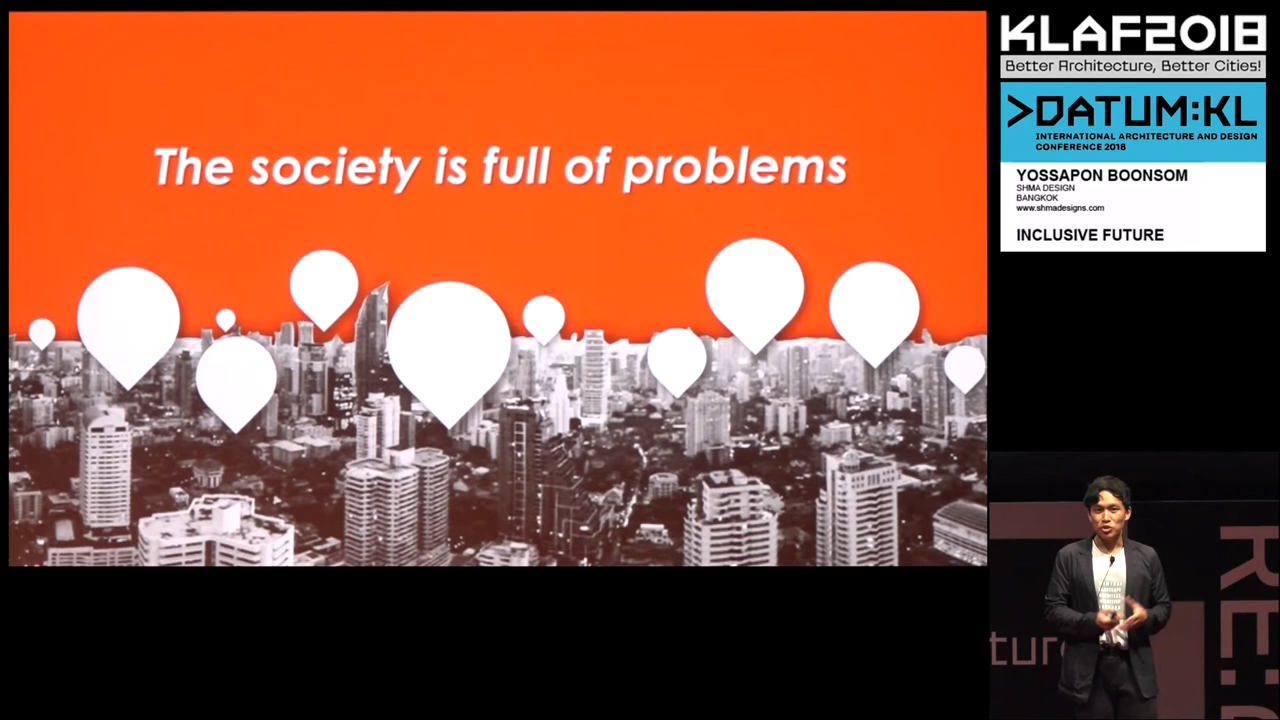 The society is full of problems
KLAF2018
Better Architecture, Better Cities!
>DATUM:KL
INTERNATIONAL ARCHITECTURE AND DESIGN
CONFERENCE 2018
YOSSAPON BOONSOM
SHMA DESIGN
BANGKOK
www.shmadesigns.com
INCLUSIVE FUTURE
RE: